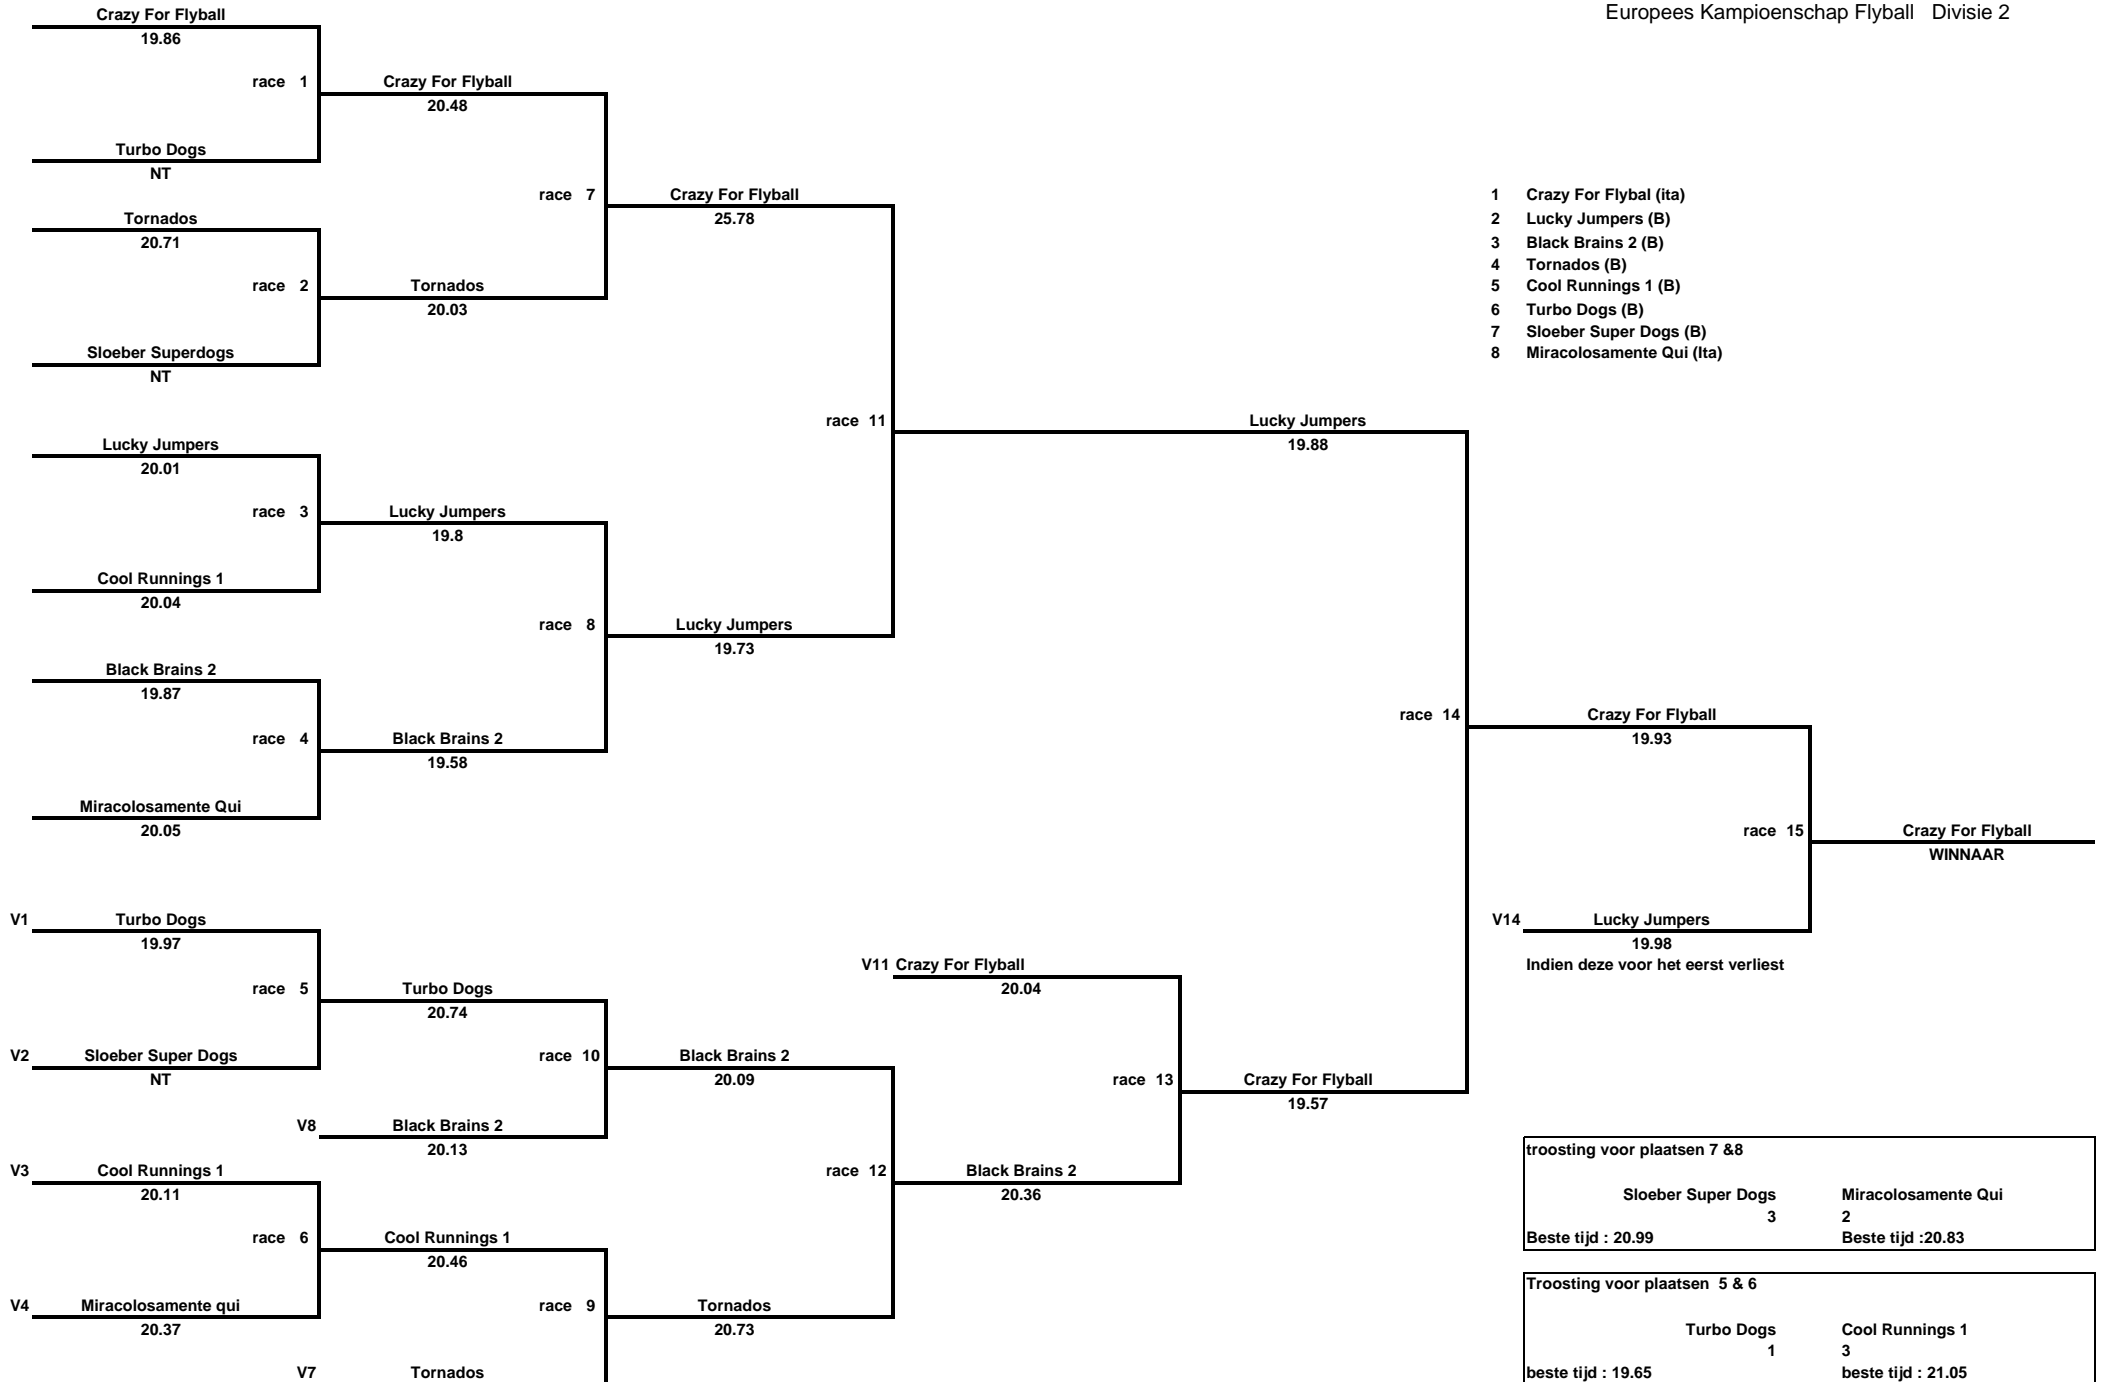 Europees Kampioenschap Flyball Divisie 2
Crazy For Flyball
19.86
race 1
Turbo Dogs
NT
Tornados
20.71
race 2
Sloeber Superdogs
NT
Lucky Jumpers
20.01
race 3
Cool Runnings 1
20.04
Black Brains 2
19.87
race 4
Miracolosamente Qui
20.05
Crazy For Flyball
20.48
race 7
Tornados
20.03
Lucky Jumpers
19.8
race 8
Black Brains 2
19.58
Crazy For Flyball
25.78
race 11
Lucky Jumpers
19.73
Lucky Jumpers
19.88
race 14
1 Crazy For Flybal (ita)
2 Lucky Jumpers (B)
3 Black Brains 2 (B)
4 Tornados (B)
5 Cool Runnings 1 (B)
6 Turbo Dogs (B)
7 Sloeber Super Dogs (B)
8 Miracolosamente Qui (Ita)
Crazy For Flyball
19.93
race 15
Crazy For Flyball
WINNAAR
V14 Lucky Jumpers
19.98
Indien deze voor het eerst verliest
V1 Turbo Dogs
19.97
race 5
V2 Sloeber Super Dogs
NT
Turbo Dogs
20.74
race 10
V8 Black Brains 2
20.13
V3 Cool Runnings 1
20.11
race 6
V4 Miracolosamente qui
20.37
Cool Runnings 1
20.46
race 9
V7 Tornados
Black Brains 2
20.09
race 12
Tornados
20.73
V11 Crazy For Flyball
20.04
race 13
Black Brains 2
20.36
Crazy For Flyball
19.57
troosting voor plaatsen 7 &8
Sloeber Super Dogs Miracolosamente Qui
3 2
Beste tijd : 20.99 Beste tijd :20.83
Troosting voor plaatsen 5 & 6
Turbo Dogs Cool Runnings 1
1 3
beste tijd : 19.65 beste tijd : 21.05